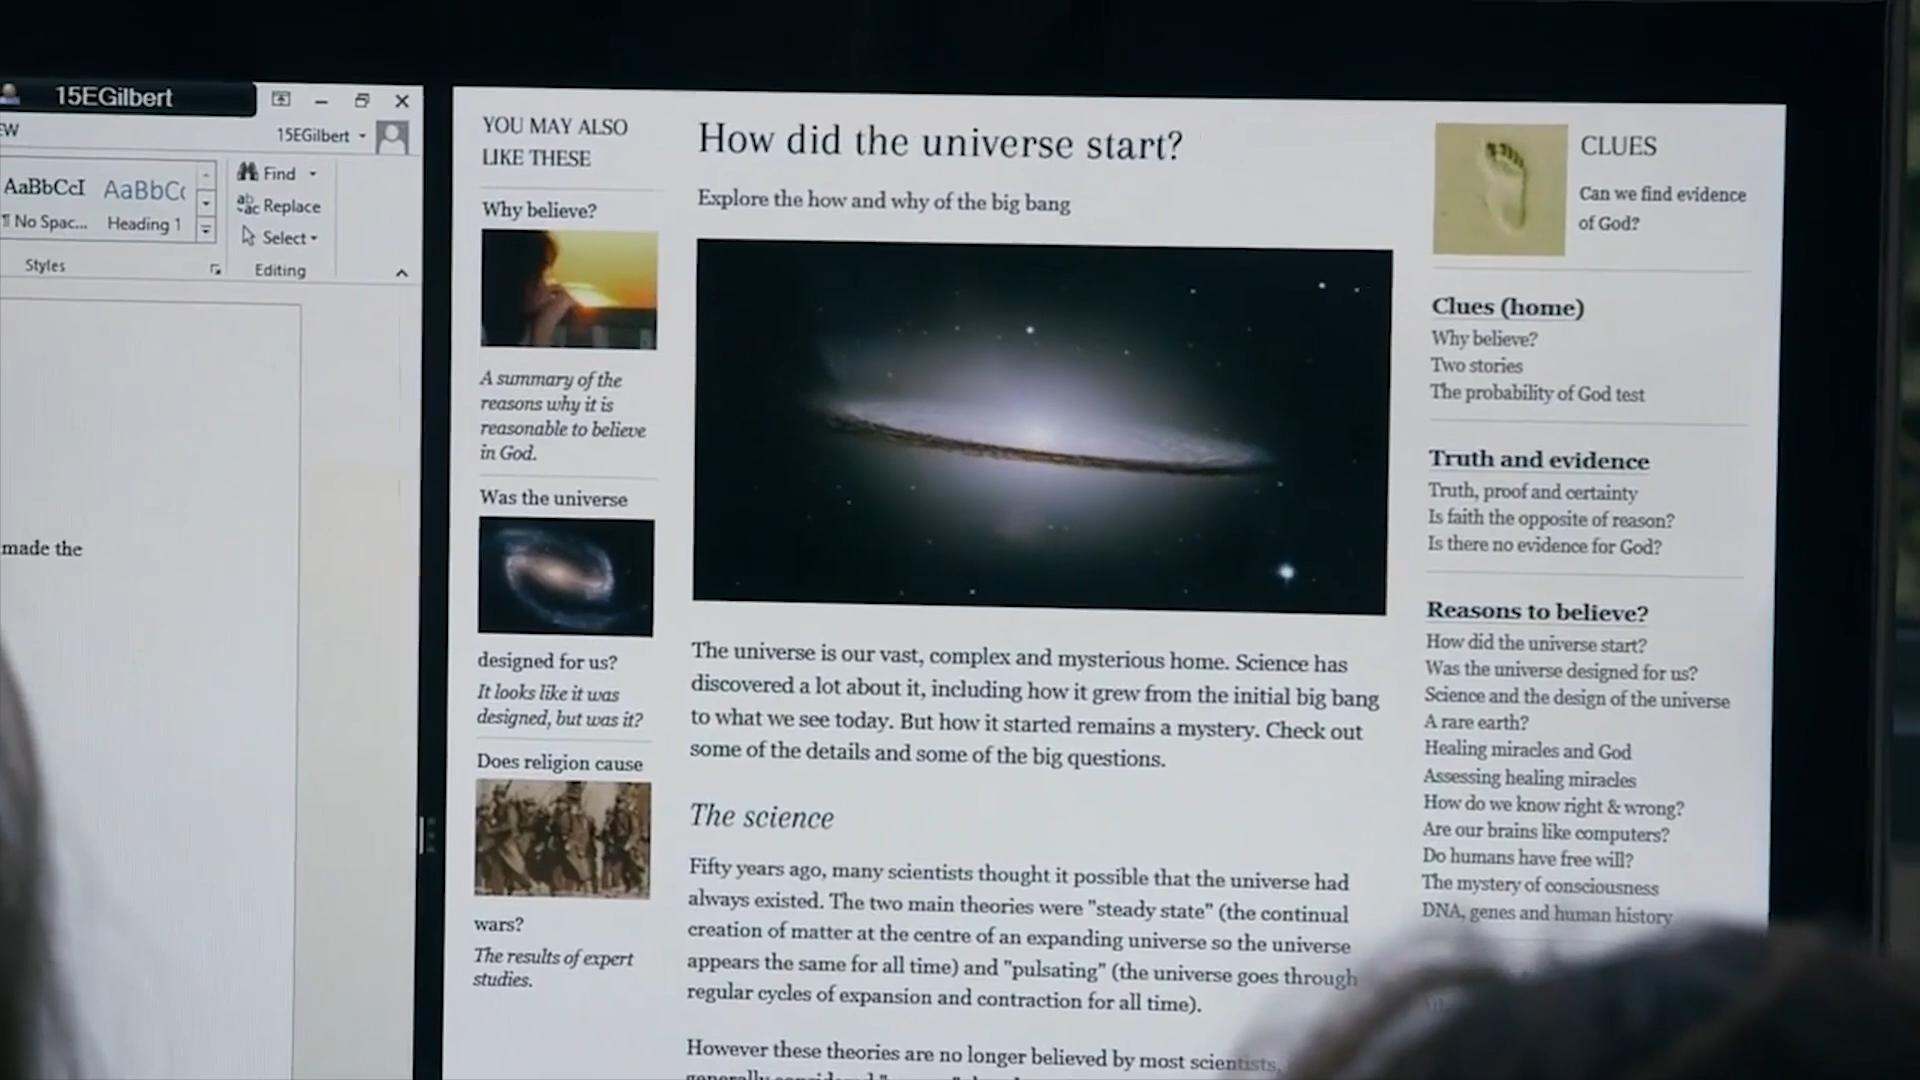 15EGilbert
EW
15EGilbert
AaBbCcI AaBbC
¶ No Spac... Heading 1
Styles
Find
Replace
Select
Editing
made the
YOU MAY ALSO
LIKE THESE
Why believe?
A summary of the
reasons why it is
reasonable to believe
in God.
Was the universe
designed for us?
It looks like it was
designed, but was it?
Does religion cause
wars?
The results of expert
studies.
How did the universe start?
Explore the how and why of the big bang
The universe is our vast, complex and mysterious home. Science has
discovered a lot about it, including how it grew from the initial big bang
to what we see today. But how it started remains a mystery. Check out
some of the details and some of the big questions.
The science
Fifty years ago, many scientists thought it possible that the universe had
always existed. The two main theories were "steady state" (the continual
creation of matter at the centre of an expanding universe so the universe
appears the same for all time) and "pulsating" (the universe goes through
regular cycles of expansion and contraction for all time).
However these theories are no longer believed by most scientists,
CLUES
Can we find evidence
of God?
Clues (home)
Why believe?
Two stories
The probability of God test
Truth and evidence
Truth, proof and certainty
Is faith the opposite of reason?
Is there no evidence for God?
Reasons to believe?
How did the universe start?
Was the universe designed for us?
Science and the design of the universe
A rare earth?
Healing miracles and God
Assessing healing miracles
How do we know right & wrong?
Are our brains like computers?
Do humans have free will?
The mystery of consciousness
DNA, genes and human history